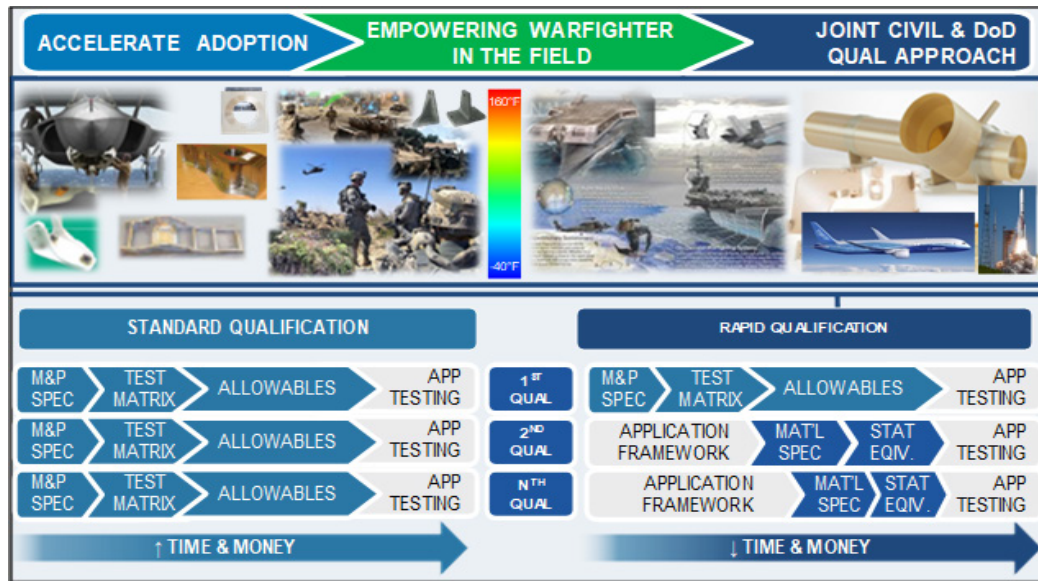 ACCELERATE ADOPTION
EMPOWERING WARFIGHTER
IN THE FIELD
JOINT CIVIL & DoD
QUAL APPROACH
160°F
-40°F
STANDARD QUALIFICATION
RAPID QUALIFICATION
M&P
SPEC
TEST
MATRIX
ALLOWABLES
APP
TESTING
1ST
QUAL
M&P
SPEC
TEST
MATRIX
ALLOWABLES
APP
TESTING
M&P
SPEC
TEST
MATRIX
ALLOWABLES
APP
TESTING
2ND
QUAL
APPLICATION
FRAMEWORK
MAT'L
SPEC
STAT
EQIV.
APP
TESTING
M&P
SPEC
TEST
MATRIX
ALLOWABLES
APP
TESTING
NTH
QUAL
APPLICATION
FRAMEWORK
MAT'L
SPEC
STAT
EQIV.
APP
TESTING
↑ TIME & MONEY
↓ TIME & MONEY